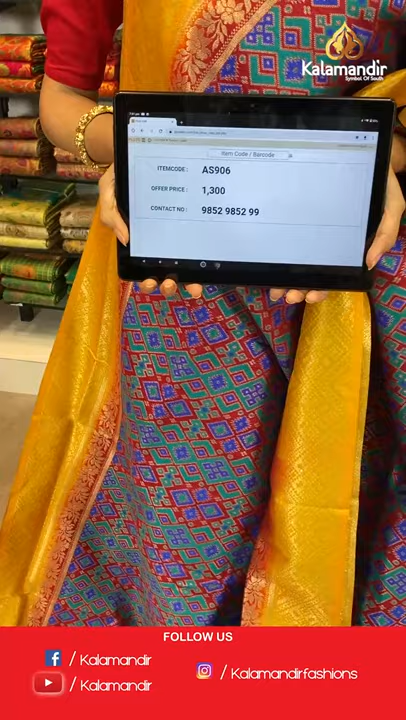 Kalamandir
Symbol Of South
Item Code / Barcode
ITEMCODE : AS906
OFFER PRICE : 1,300
CONTACT NO : 9852 9852 99
FOLLOW US
/ Kalamandir
/ Kalamandir
/ Kalamandirfashions